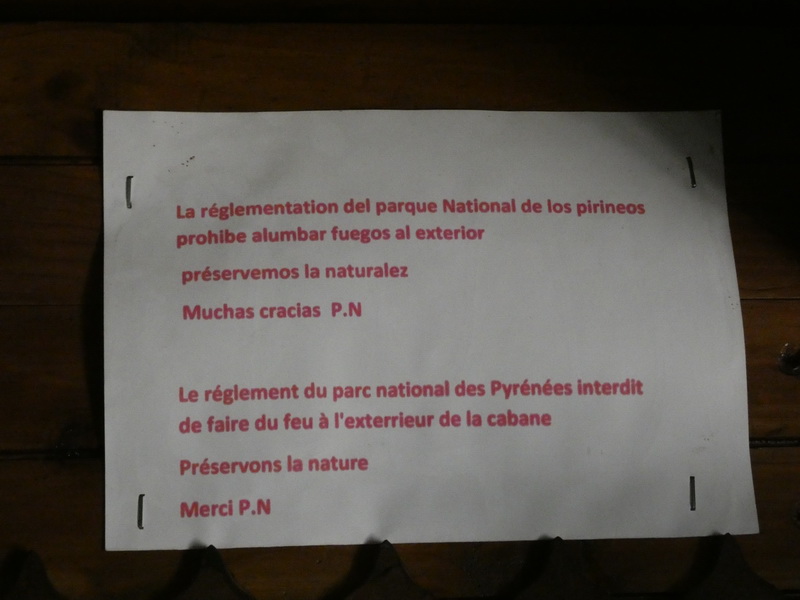 La réglementation del parque National de los pirineos
prohibe alumbar fuegos al exterior
préservemos la naturalez
Muchas cracias P.N
Le réglement du parc national des Pyrénées interdit
de faire du feu à l'exterrieur de la cabane
Préservons la nature
Merci P.N